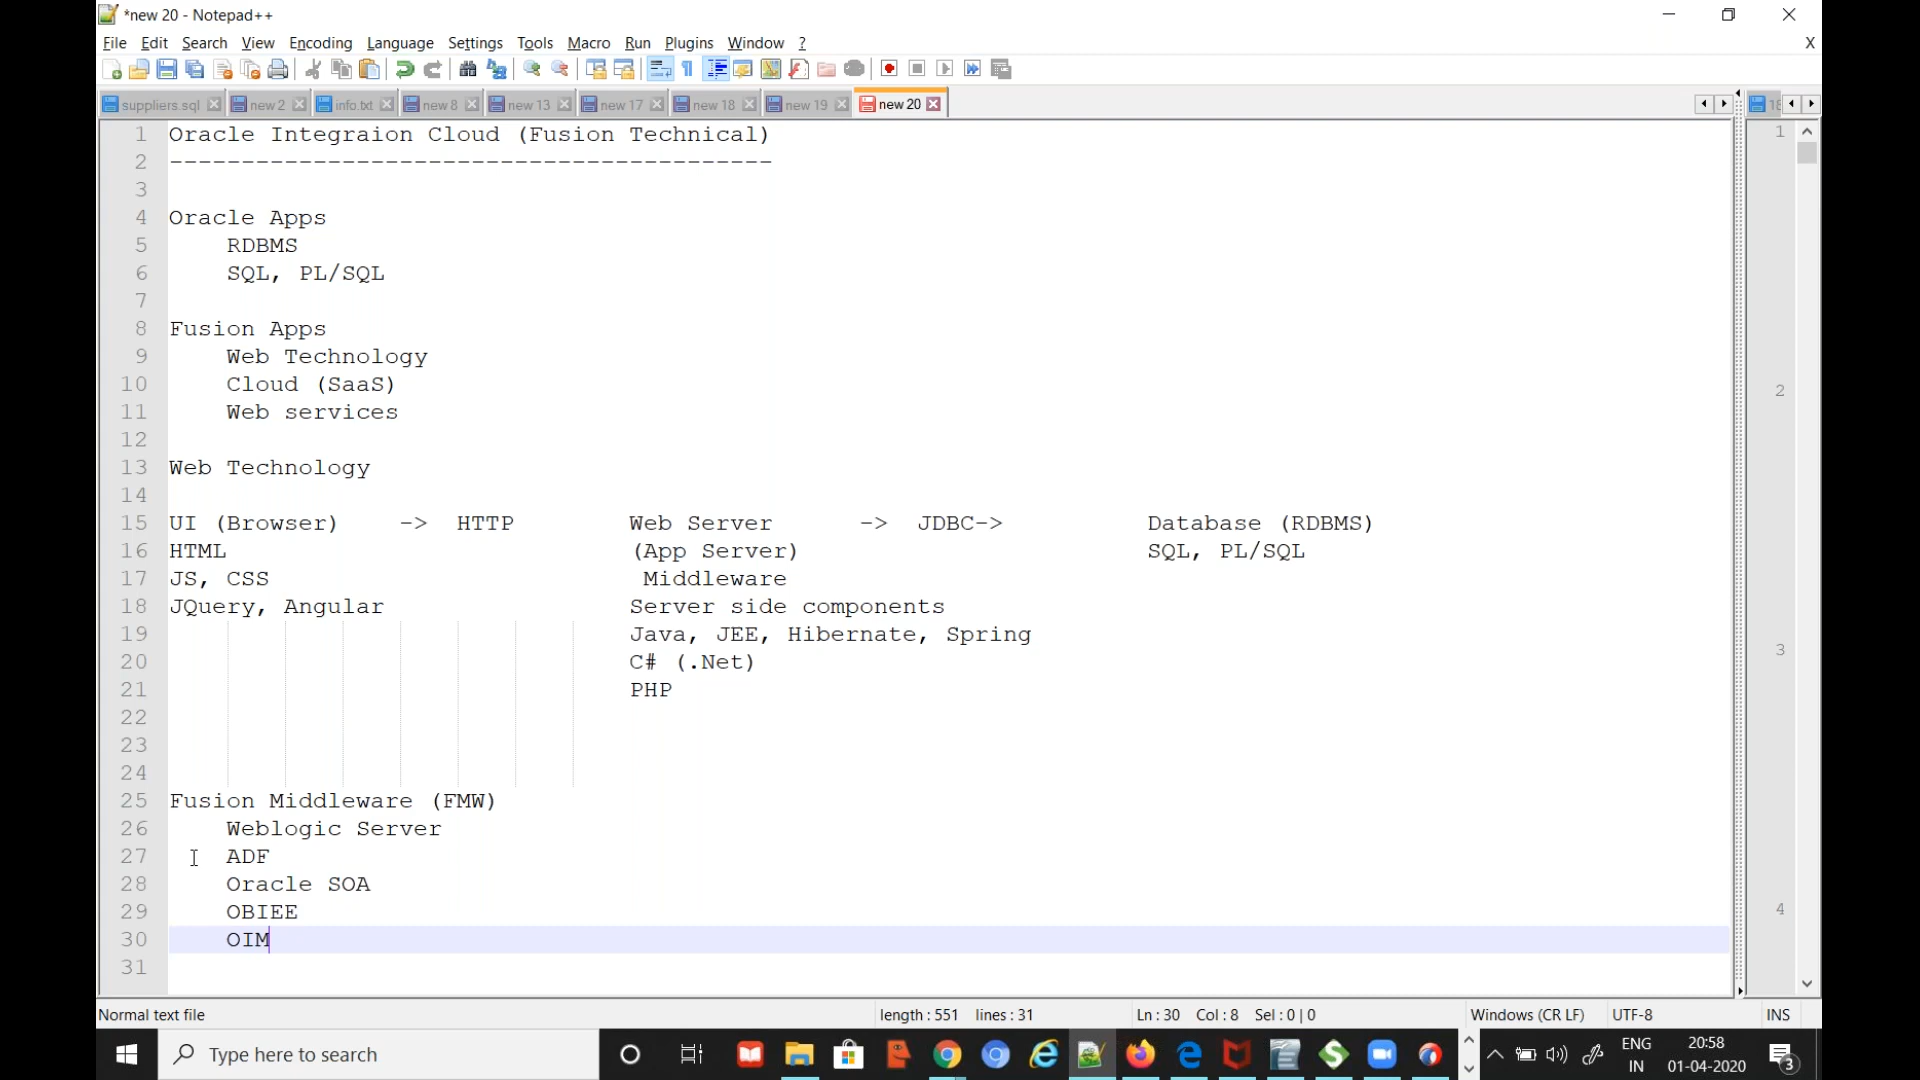 *new 20 - Notepad++
File Edit Search View Encoding Language Settings Tools Macro Run Plugins Window ? X
suppliers.sql new 2 info.txt new 8 new 13 new 17 new 18 new 19 new 20
1 Oracle Integraion Cloud (Fusion Technical) 1
2 ------------------------------------------
3
4 Oracle Apps
5 RDBMS
6 SQL, PL/SQL
7
8 Fusion Apps
9 Web Technology
10 Cloud (SaaS) 2
11 Web services
12
13 Web Technology
14
15 UI (Browser) -> HTTP Web Server -> JDBC-> Database (RDBMS)
16 HTML (App Server) SQL, PL/SQL
17 JS, CSS Middleware
18 JQuery, Angular Server side components
19 Java, JEE, Hibernate, Spring 3
20 C# (.Net)
21 PHP
22
23
24
25 Fusion Middleware (FMW)
26 Weblogic Server
27 ADF
28 Oracle SOA
29 OBIEE 4
30 OIM
31
Normal text file length : 551 lines : 31 Ln : 30 Col : 8 Sel : 0 | 0 Windows (CR LF) UTF-8 INS
Type here to search ENG 20:58
IN 01-04-2020 3